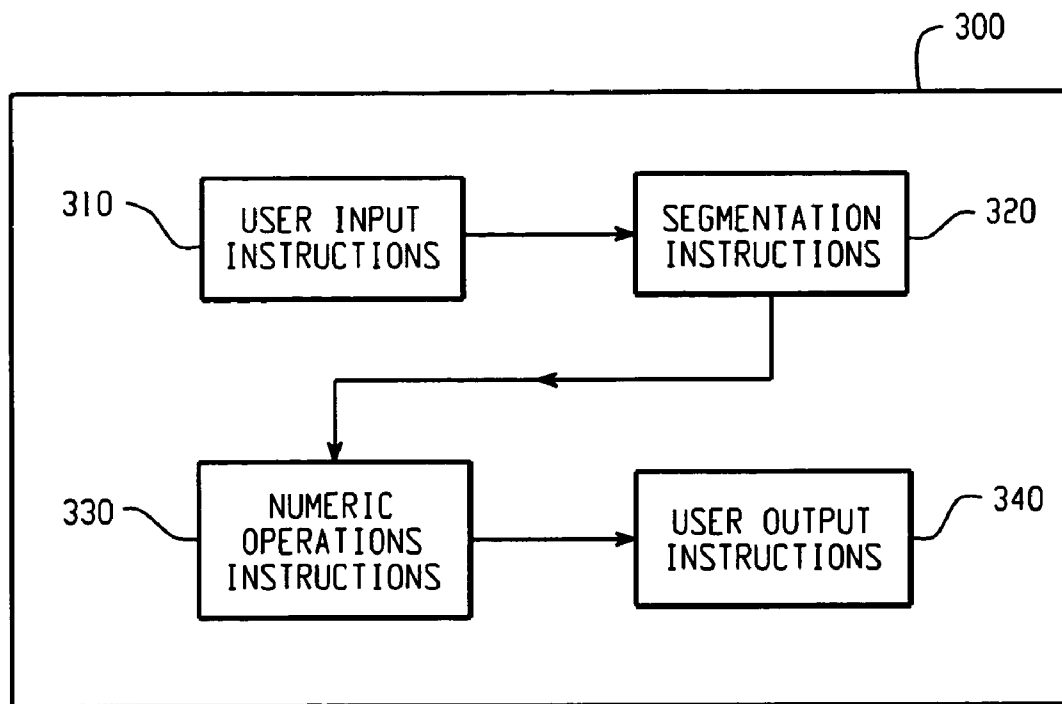 300
310
USER INPUT
INSTRUCTIONS
SEGMENTATION
INSTRUCTIONS
320
330
NUMERIC
OPERATIONS
INSTRUCTIONS
USER OUTPUT
INSTRUCTIONS
340